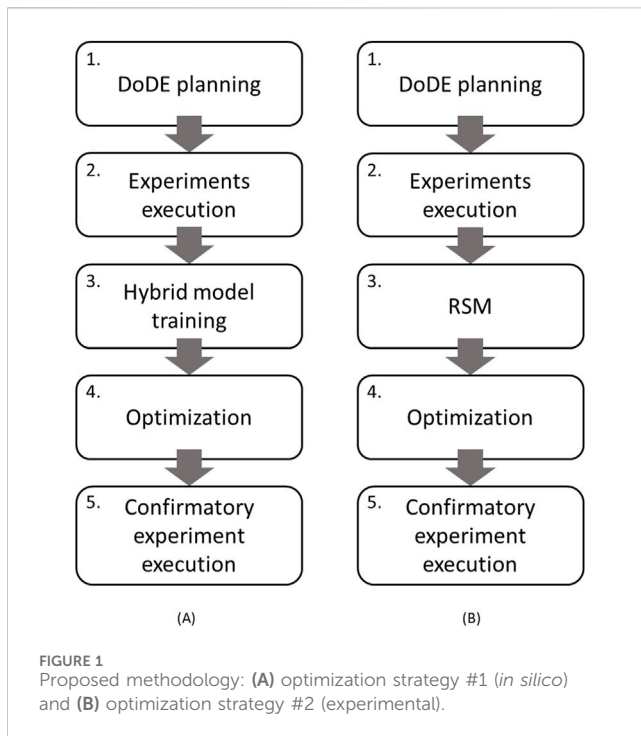 1.
DoDE planning
2.
Experiments
execution
3.
Hybrid model
training
4.
Optimization
5.
Confirmatory
experiment
execution
(A)
1.
DoDE planning
2.
Experiments
execution
3.
RSM
4.
Optimization
5.
Confirmatory
experiment
execution
(B)
FIGURE 1
Proposed methodology: (A) optimization strategy #1 (in silico)
and (B) optimization strategy #2 (experimental).